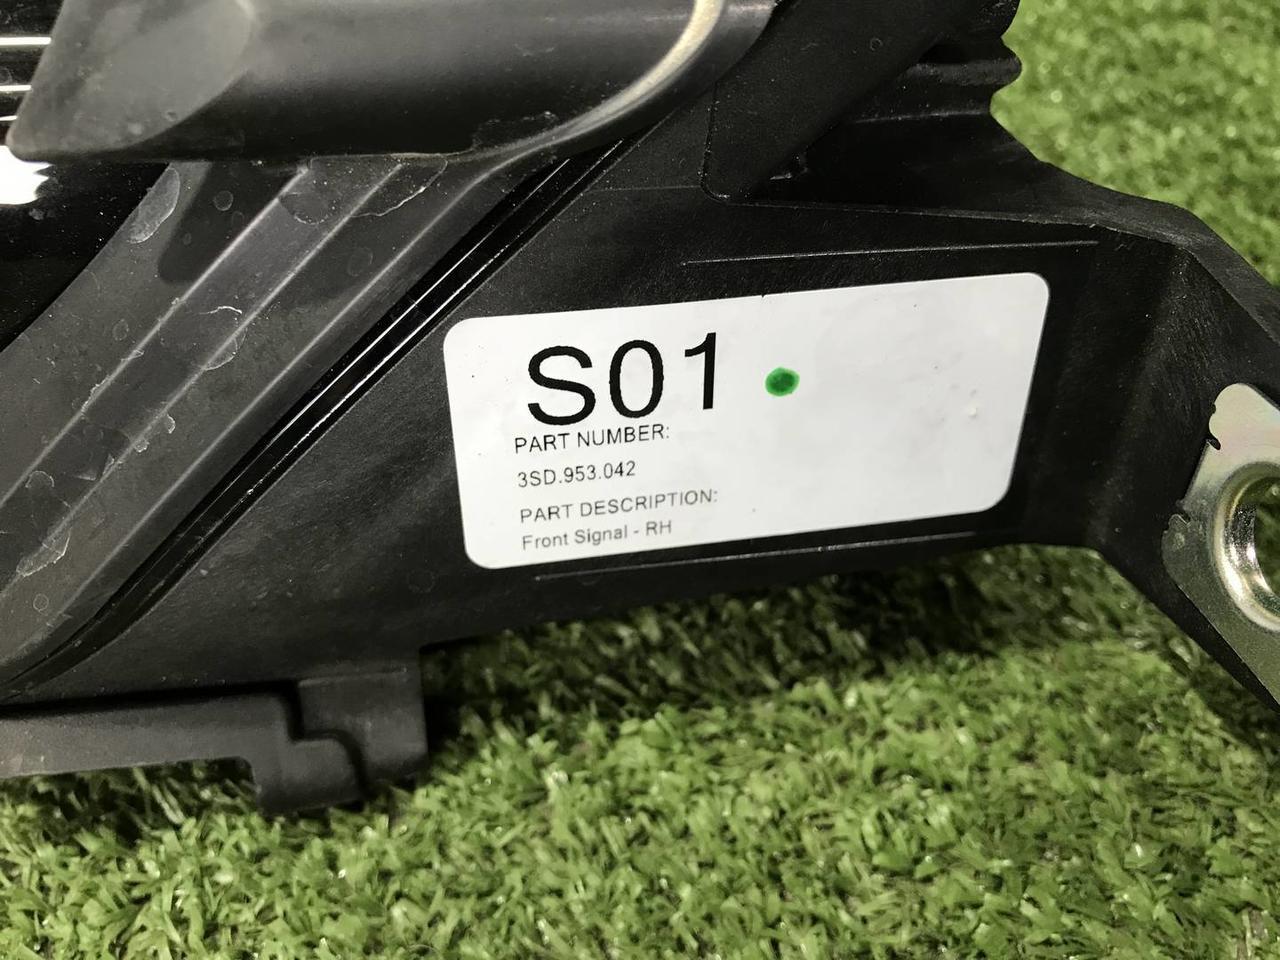 S01
PART NUMBER:
3SD.953.042
PART DESCRIPTION:
Front Signal - RH